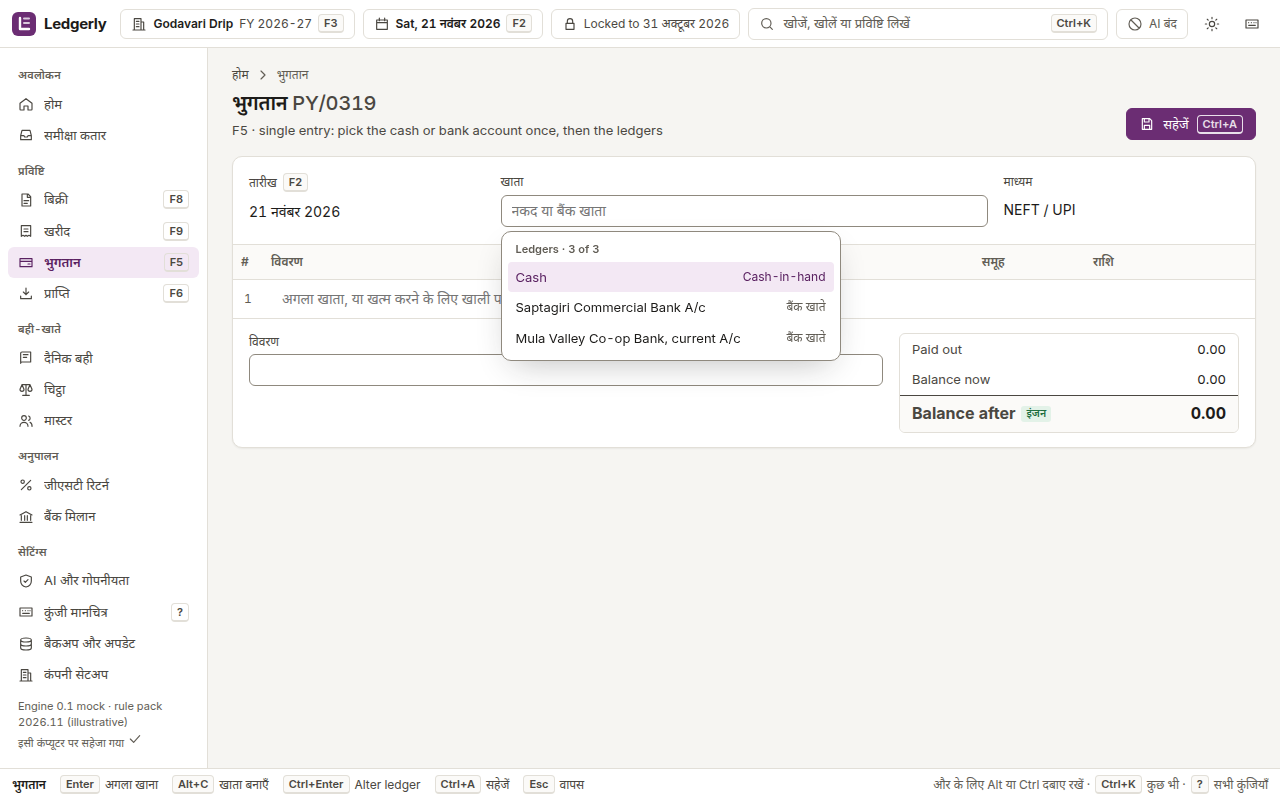 Ledgerly
Godavari Drip FY 2026-27 F3
Sat, 21 नवंबर 2026 F2
Locked to 31 अक्टूबर 2026
खोजें, खोलें या प्रविष्टि लिखें Ctrl+K
AI बंद
अवलोकन
होम
समीक्षा कतार
प्रविष्टि
बिक्री F8
खरीद F9
भुगतान F5
प्राप्ति F6
बही-खाते
दैनिक बही
चिट्ठा
मास्टर
अनुपालन
जीएसटी रिटर्न
बैंक मिलान
सेटिंग्स
AI और गोपनीयता
कुंजी मानचित्र ?
बैकअप और अपडेट
कंपनी सेटअप
Engine 0.1 mock · rule pack
2026.11 (illustrative)
इसी कंप्यूटर पर सहेजा गया
होम भुगतान
भुगतान PY/0319
F5 · single entry: pick the cash or bank account once, then the ledgers
सहेजें Ctrl+A
तारीख F2
21 नवंबर 2026
खाता
नकद या बैंक खाता
माध्यम
NEFT / UPI
# विवरण समूह राशि
1 अगला खाता, या खत्म करने के लिए खाली
Ledgers · 3 of 3
Cash Cash-in-hand
Saptagiri Commercial Bank A/c बैंक खाते
Mula Valley Co-op Bank, current A/c बैंक खाते
विवरण
Paid out 0.00
Balance now 0.00
Balance after इंजन 0.00
भुगतान Enter अगला खाना Alt+C खाता बनाएँ Ctrl+Enter Alter ledger Ctrl+A सहेजें Esc वापस
और के लिए Alt या Ctrl दबाए रखें · Ctrl+K कुछ भी · ? सभी कुंजियाँ